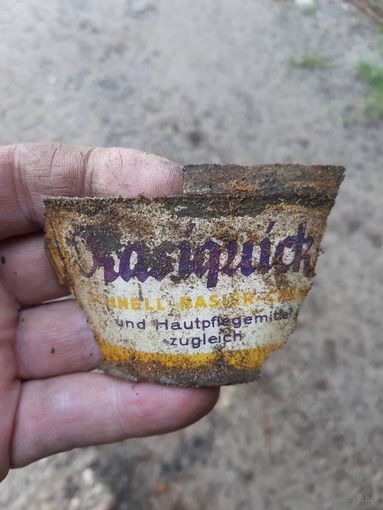 Rasiquick
SCHNELL-RASIER-CREME
und Hautpflegemittel
zugleich